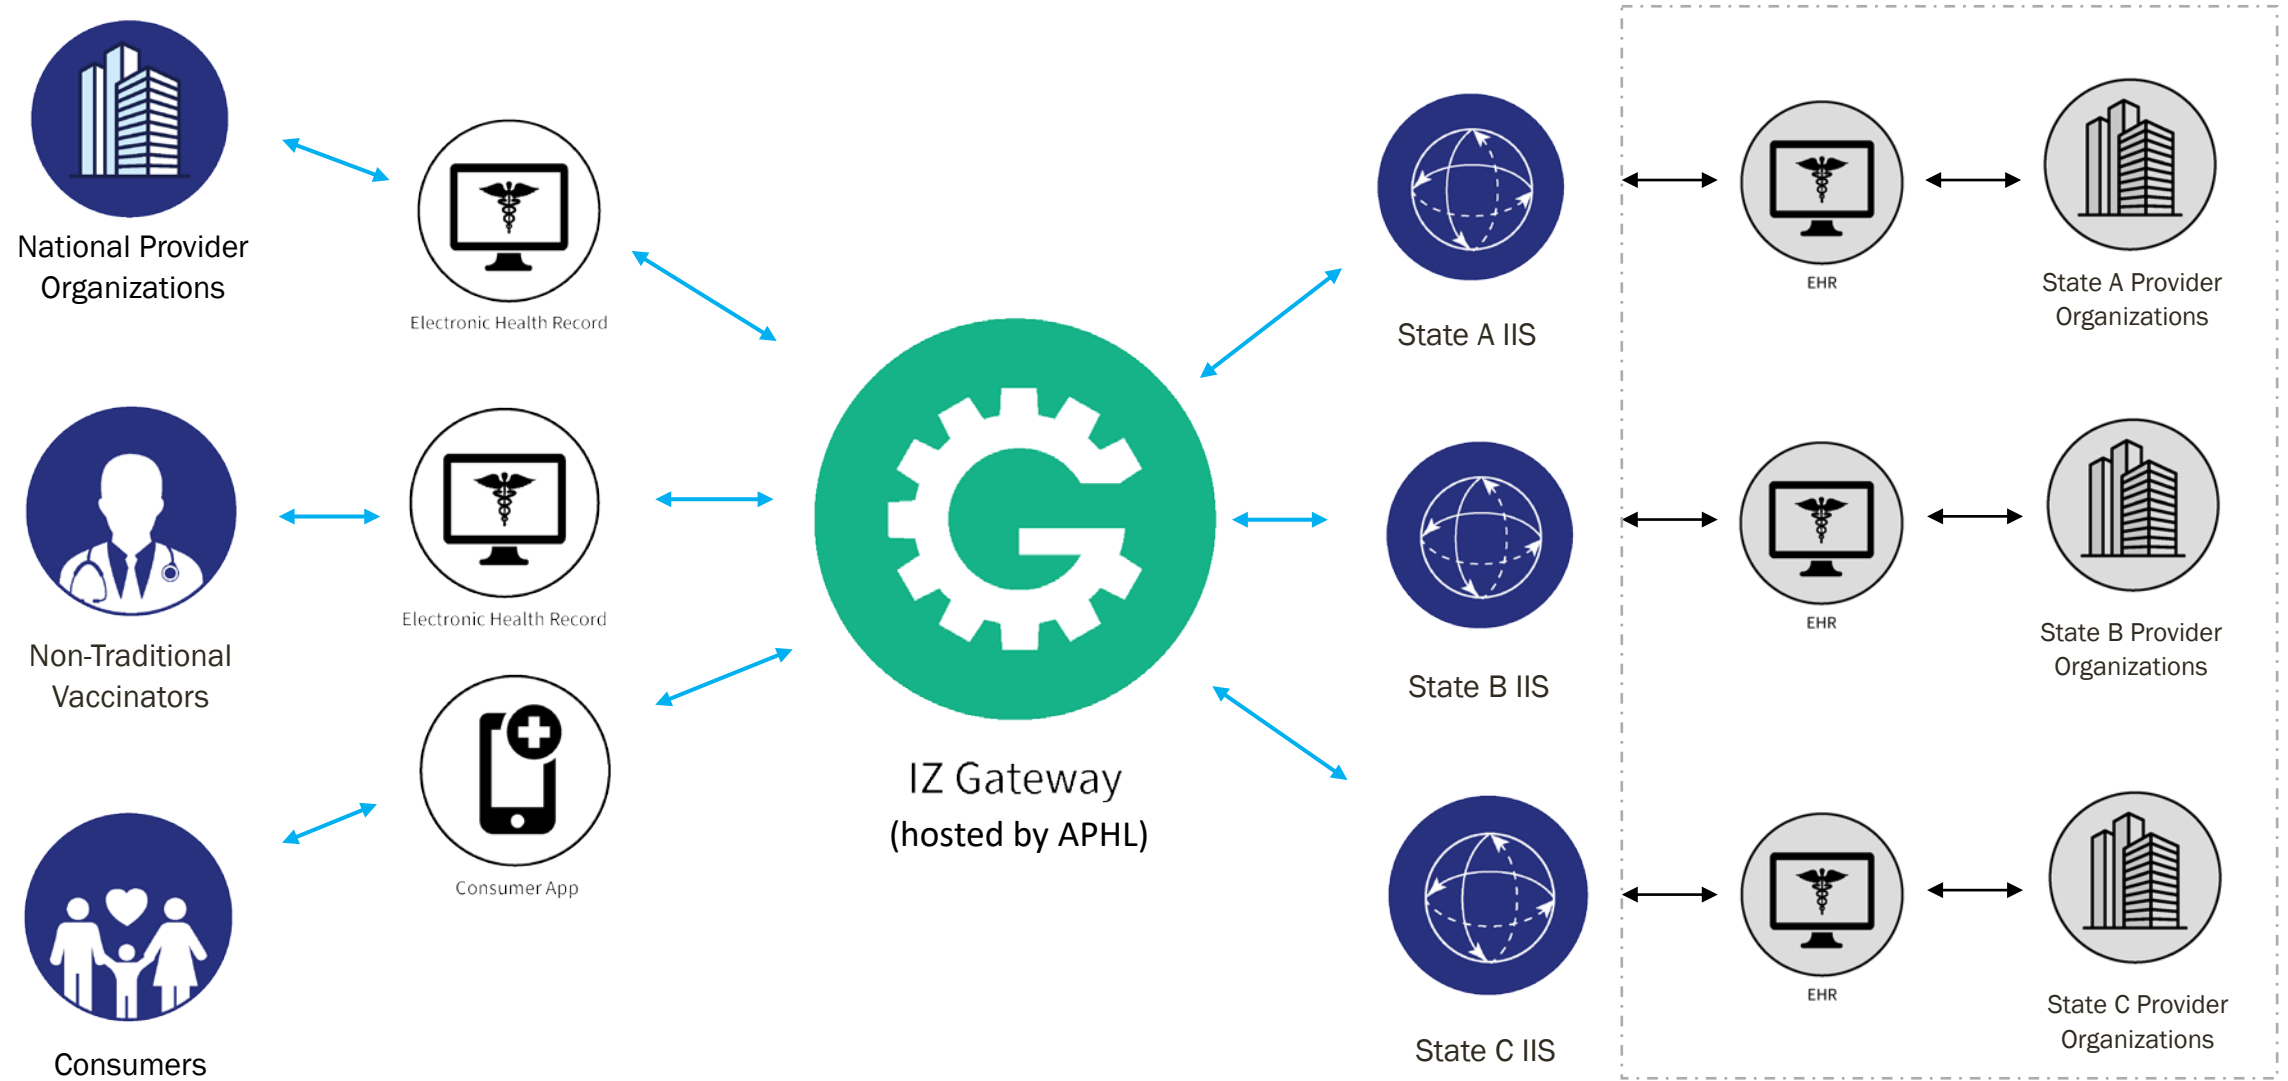 National Provider
Organizations
Electronic Health Record
Non-Traditional
Vaccinators
Electronic Health Record
Consumers
Consumer App
IZ Gateway
(hosted by APHL)
State A IIS
EHR
State A Provider
Organizations
State B IIS
EHR
State B Provider
Organizations
State C IIS
EHR
State C Provider
Organizations